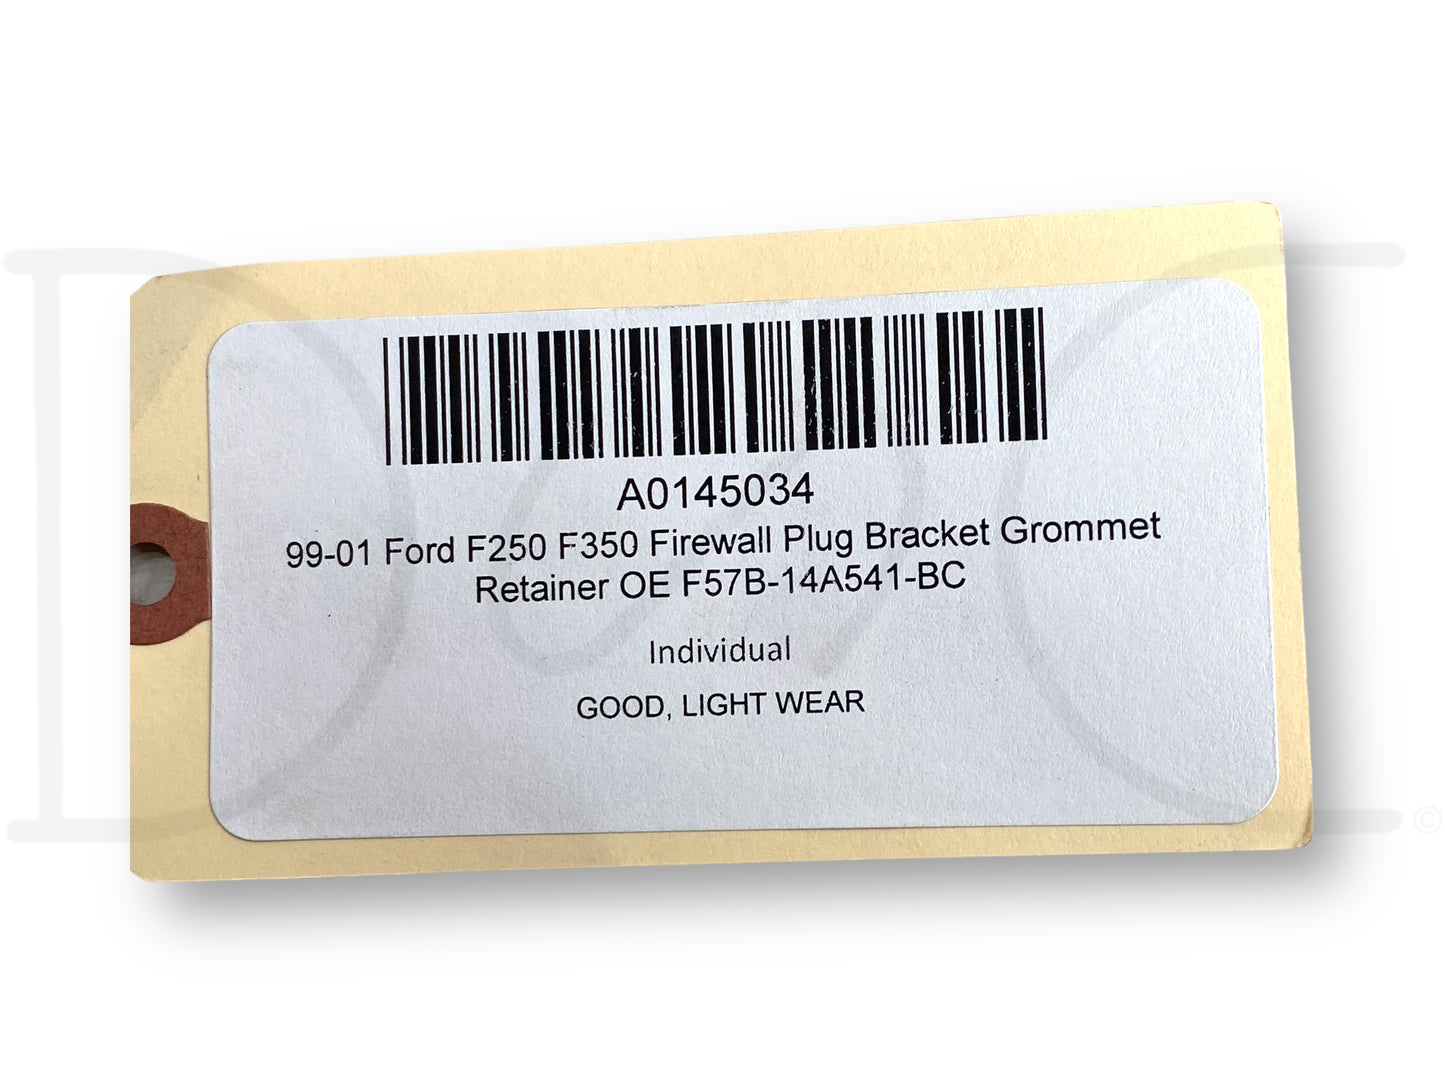 A0145034
99-01 Ford F250 F350 Firewall Plug Bracket Grommet
Retainer OE F57B-14A541-BC
Individual
GOOD, LIGHT WEAR
©